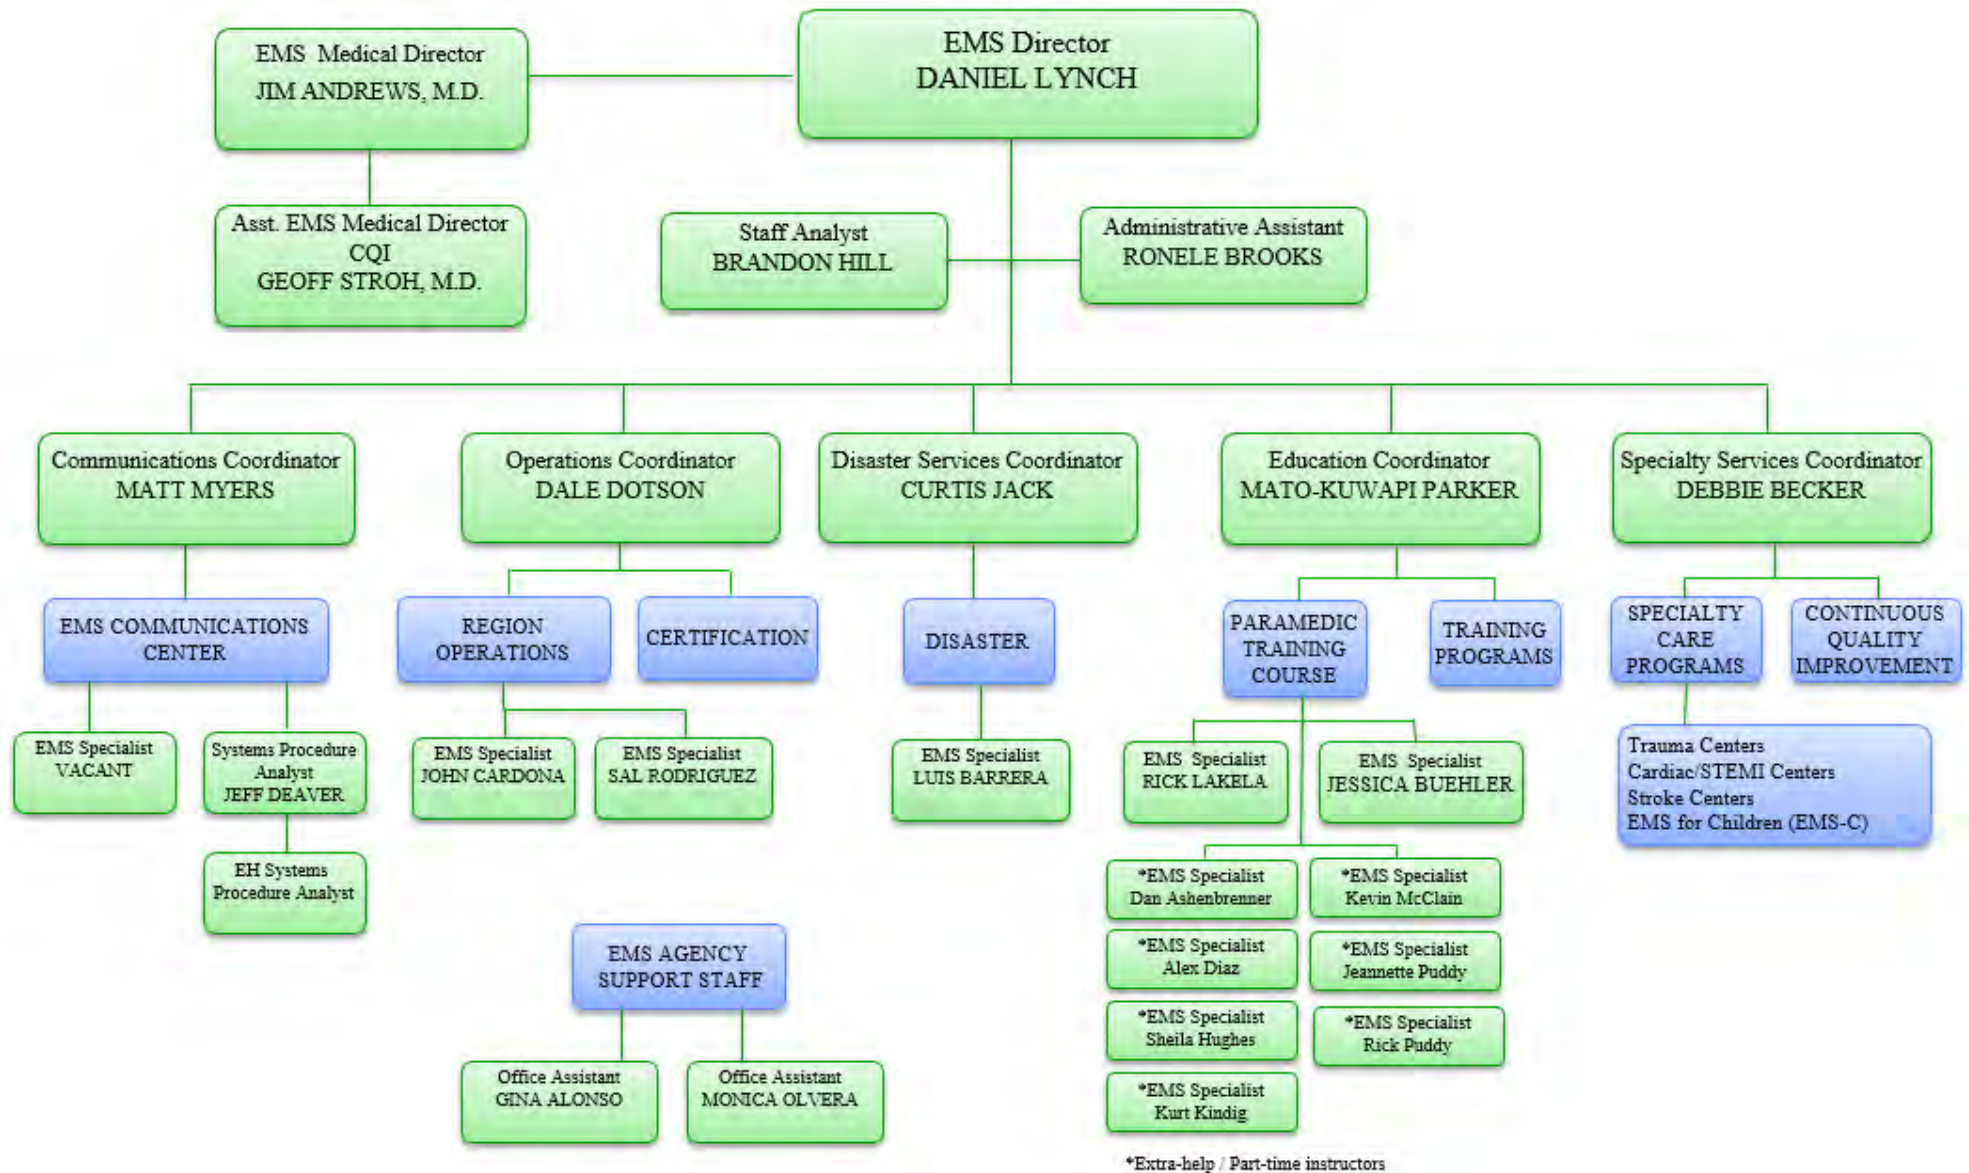 EMS Medical Director
JIM ANDREWS, M.D.
EMS Director
DANIEL LYNCH
Asst. EMS Medical Director
CQI
GEOFF STROH, M.D.
Staff Analyst
BRANDON HILL
Administrative Assistant
RONELE BROOKS
Communications Coordinator
MATT MYERS
Operations Coordinator
DALE DOTSON
Disaster Services Coordinator
CURTIS JACK
Education Coordinator
MATO-KUWAPI PARKER
Specialty Services Coordinator
DEBBIE BECKER
EMS COMMUNICATIONS
CENTER
REGION
OPERATIONS
CERTIFICATION
DISASTER
PARAMEDIC
TRAINING
COURSE
TRAINING
PROGRAMS
SPECIALTY
CARE
PROGRAMS
CONTINUOUS
QUALITY
IMPROVEMENT
EMS Specialist
VACANT
Systems Procedure
Analyst
JEFF DEAVER
EMS Specialist
JOHN CARDONA
EMS Specialist
SAL RODRIGUEZ
EMS Specialist
LUIS BARRERA
EMS Specialist
RICK LAKELA
EMS Specialist
JESSICA BUEHLER
Trauma Centers
Cardiac/STEMI Centers
Stroke Centers
EMS for Children (EMS-C)
EH Systems
Procedure Analyst
*EMS Specialist
Dan Ashenbrenner
*EMS Specialist
Kevin McClain
*EMS Specialist
Alex Diaz
*EMS Specialist
Jeannette Puddy
*EMS Specialist
Sheila Hughes
*EMS Specialist
Rick Puddy
*EMS Specialist
Kurt Kindig
EMS AGENCY
SUPPORT STAFF
Office Assistant
GINA ALONSO
Office Assistant
MONICA OLVERA
*Extra-help / Part-time instructors